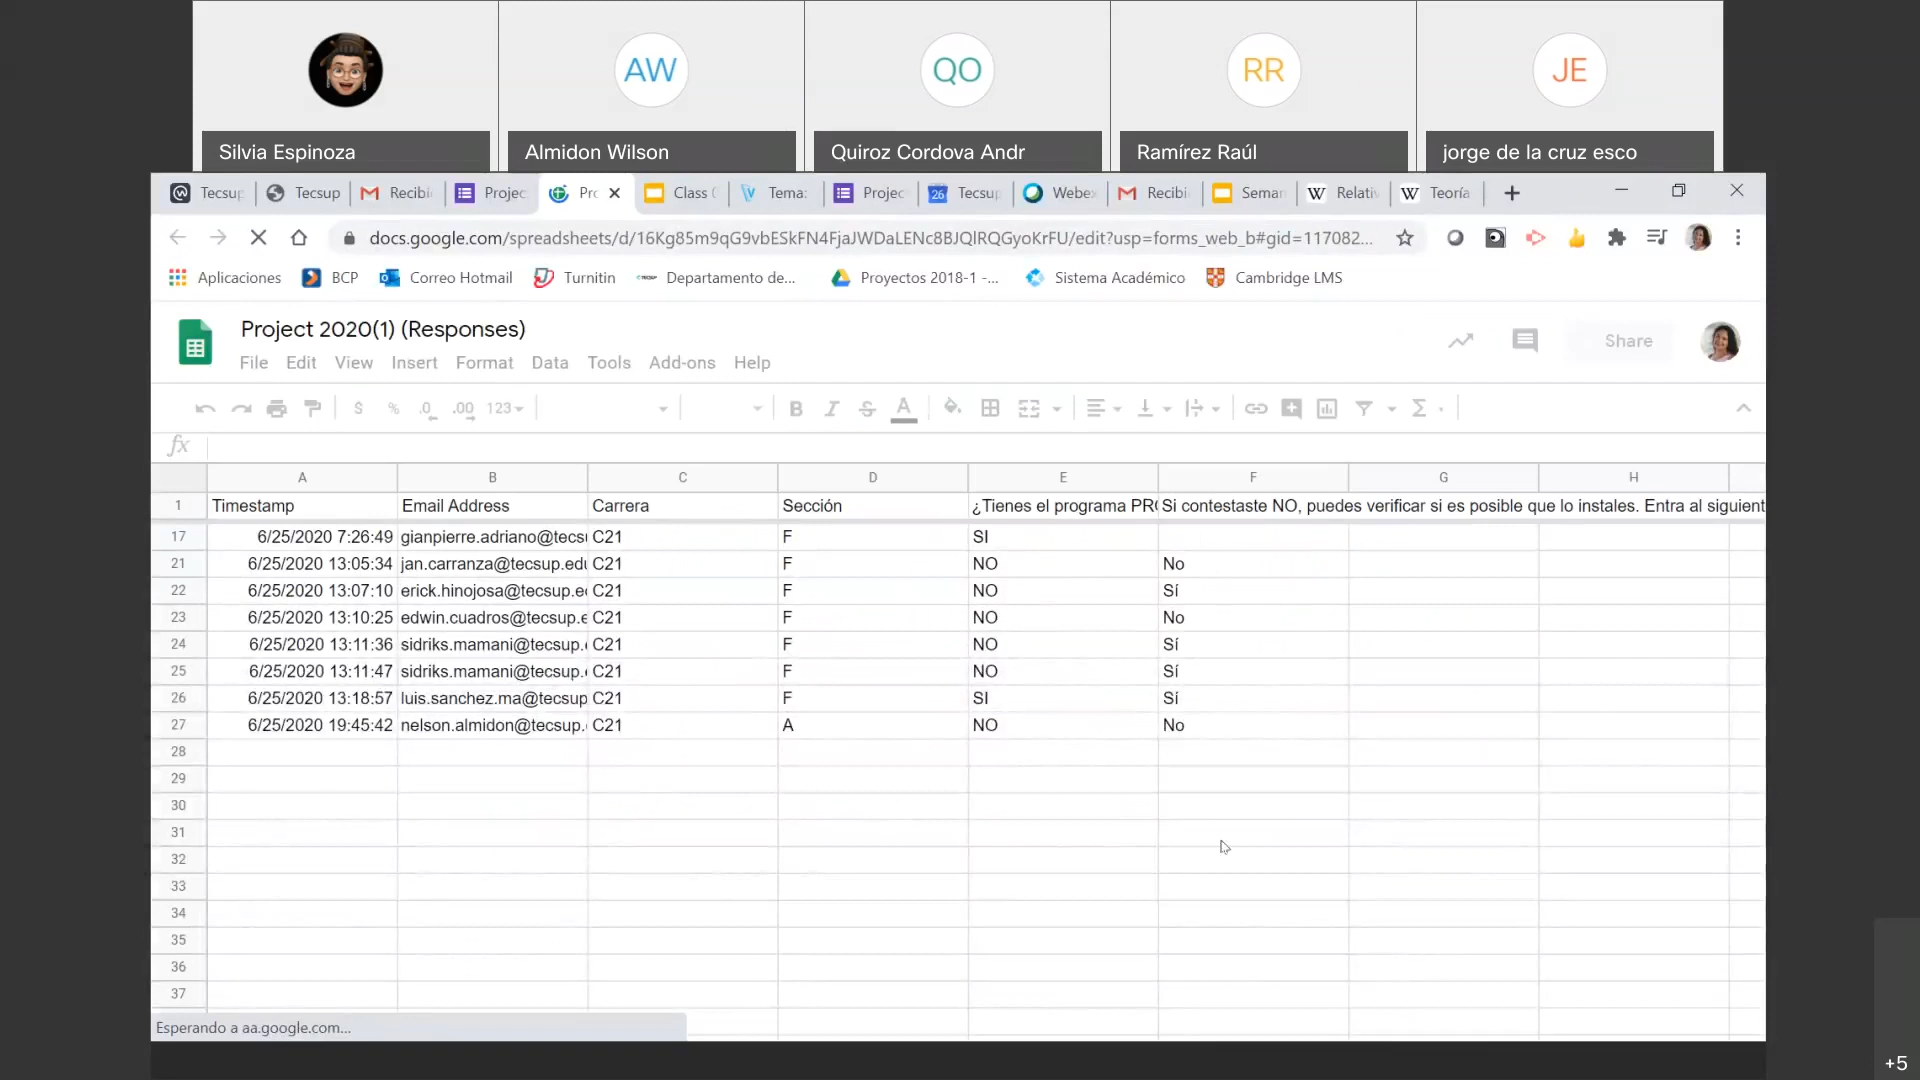 AW
QO
RR
JE
Silvia Espinoza
Almidon Wilson
Quiroz Cordova Andr
Ramírez Raúl
jorge de la cruz esco
Tecsup
Tecsup
Recibi
Projec
Class
Tema:
Projec
26
Tecsup
Webex
Recibi
Seman
W
Relativ
W
Teoría
docs.google.com/spreadsheets/d/16Kg85m9qG9vbESkFN4FjaJWDaLENc8BJQlRQGyoKrFU/edit?usp=forms_web_b#gid=117082...
Aplicaciones
BCP
Correo Hotmail
Turnitin
Departamento de...
Proyectos 2018-1 -...
Sistema Académico
Cambridge LMS
Project 2020(1) (Responses)
Share
File Edit View Insert Format Data Tools Add-ons Help
$ % .0 .00 123
fx
A B C D E F G H
1 Timestamp Email Address Carrera Sección ¿Tienes el programa PR Si contestaste NO, puedes verificar si es posible que lo instales. Entra al siguient
17 6/25/2020 7:26:49 gianpierre.adriano@tecs C21 F SI
21 6/25/2020 13:05:34 jan.carranza@tecsup.ed C21 F NO No
22 6/25/2020 13:07:10 erick.hinojosa@tecsup.e C21 F NO Sí
23 6/25/2020 13:10:25 edwin.cuadros@tecsup.e C21 F NO No
24 6/25/2020 13:11:36 sidriks.mamani@tecsup. C21 F NO Sí
25 6/25/2020 13:11:47 sidriks.mamani@tecsup. C21 F NO Sí
26 6/25/2020 13:18:57 luis.sanchez.ma@tecsup C21 F SI Sí
27 6/25/2020 19:45:42 nelson.almidon@tecsup. C21 A NO No
28
29
30
31
32
33
34
35
36
37
Esperando a aa.google.com...
+5